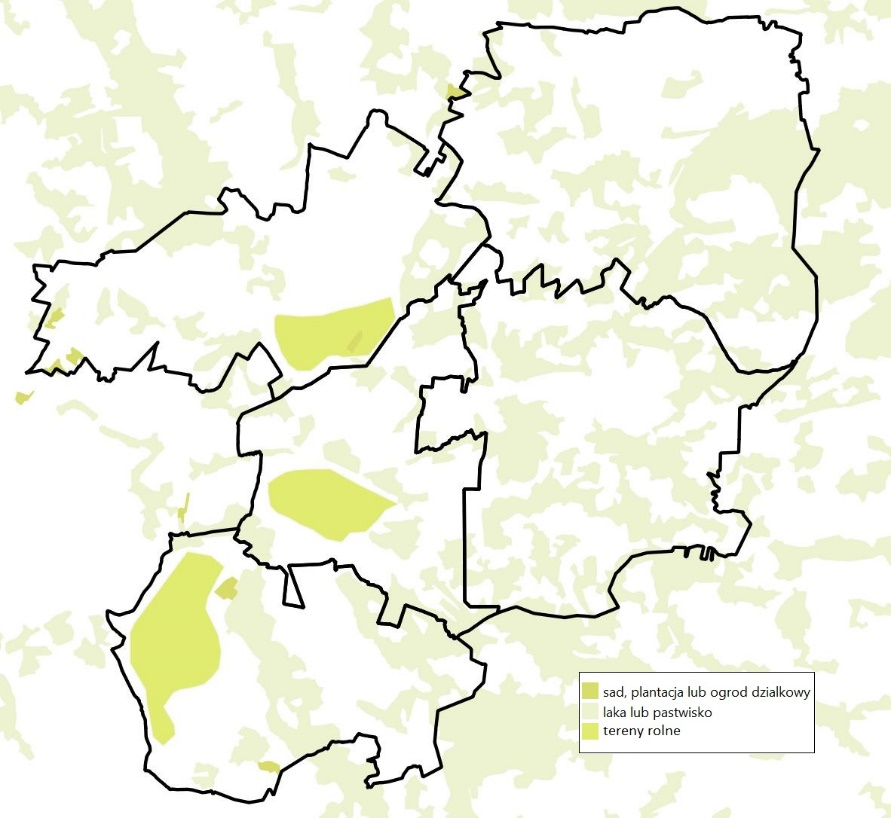 sad, plantacja lub ogrod dzialkowy
laka lub pastwisko
tereny rolne